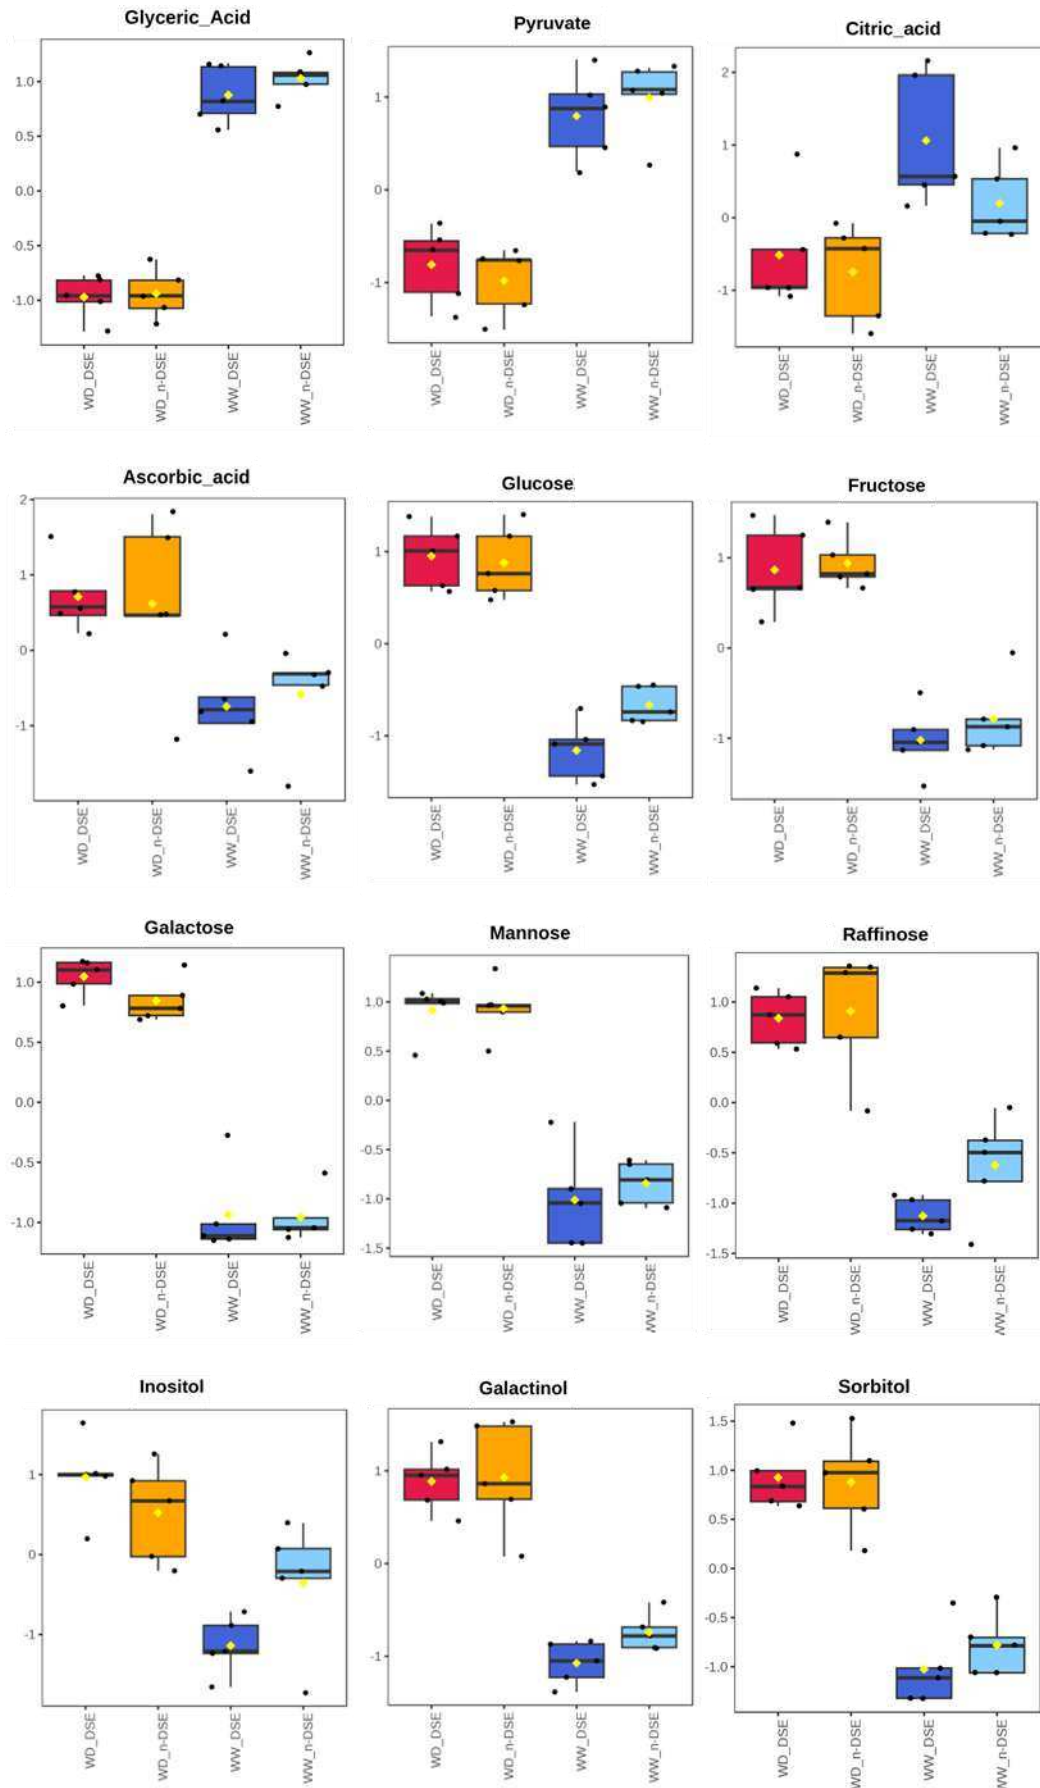 Glyceric_Acid
1.0
0.5
0.0
-0.5
-1.0
WD_DSE
WD_n-DSE
WW_DSE
WW_n-DSE
Pyruvate
1
0
-1
WD_DSE
WD_n-DSE
WW_DSE
WW_n-DSE
Citric_acid
2
1
0
-1
WD_DSE
WD_n-DSE
WW_DSE
WW_n-DSE
Ascorbic_acid
2
1
0
-1
WD_DSE
WD_n-DSE
WW_DSE
WW_n-DSE
Glucose
1
0
-1
WD_DSE
WD_n-DSE
WW_DSE
WW_n-DSE
Fructose
1
0
-1
WD_DSE
WD_n-DSE
WW_DSE
WW_n-DSE
Galactose
1.0
0.5
0.0
-0.5
-1.0
WD_DSE
WD_n-DSE
WW_DSE
WW_n-DSE
Mannose
1.0
0.5
0.0
-0.5
-1.0
-1.5
WD_DSE
WD_n-DSE
WW_DSE
WW_n-DSE
Raffinose
1.0
0.5
0.0
-0.5
-1.0
-1.5
WD_DSE
WD_n-DSE
WW_DSE
WW_n-DSE
Inositol
1
0
-1
WD_DSE
WD_n-DSE
WW_DSE
WW_n-DSE
Galactinol
1
0
-1
WD_DSE
WD_n-DSE
WW_DSE
WW_n-DSE
Sorbitol
1.5
1.0
0.5
0.0
-0.5
-1.0
WD_DSE
WD_n-DSE
WW_DSE
WW_n-DSE